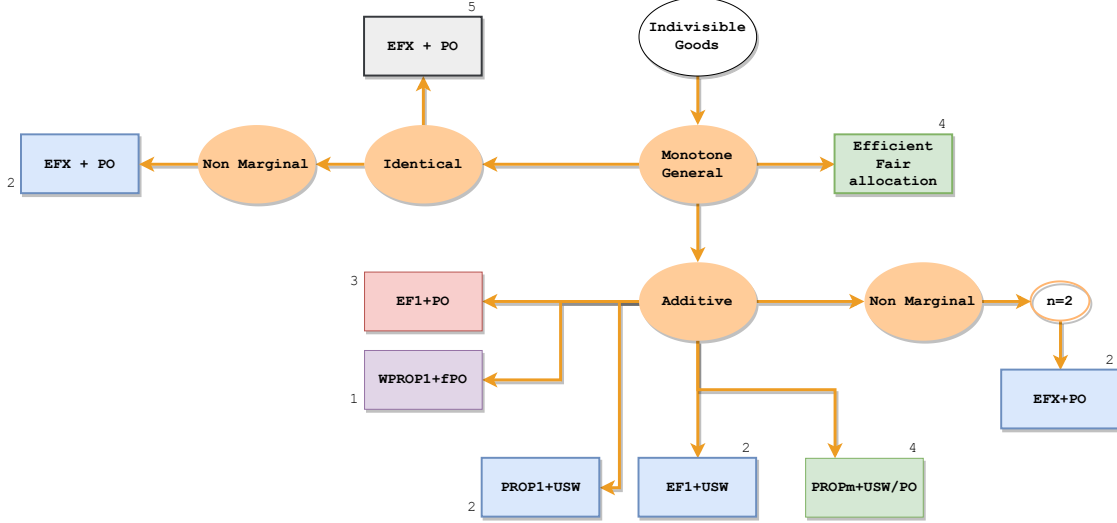 5
Indivisible
Goods
EFX + PO
4
EFX + PO
2
Non Marginal
Identical
Monotone
General
Efficient
Fair
allocation
3
EF1+PO
Additive
Non Marginal
n=2
2
WPROP1+fPO
1
EFX+PO
2
4
PROP1+USW
2
EF1+USW
PROPm+USW/PO